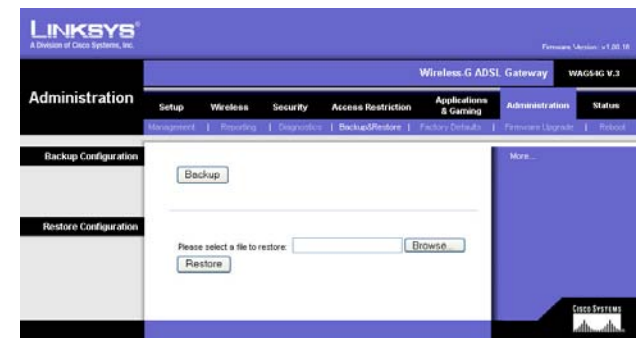 LINKSYS®
A Division of Cisco Systems, Inc.
Firmware Version: v1.00.18
Wireless-G ADSL Gateway WAG54G V.3
Administration
Setup Wireless Security Access Restriction Applications & Gaming Administration Status
Management | Reporting | Diagnostics | Backup&Restore | Factory Defaults | Firmware Upgrade | Reboot
Backup Configuration
More...
Backup
Restore Configuration
Please select a file to restore: Browse...
Restore
CISCO SYSTEMS